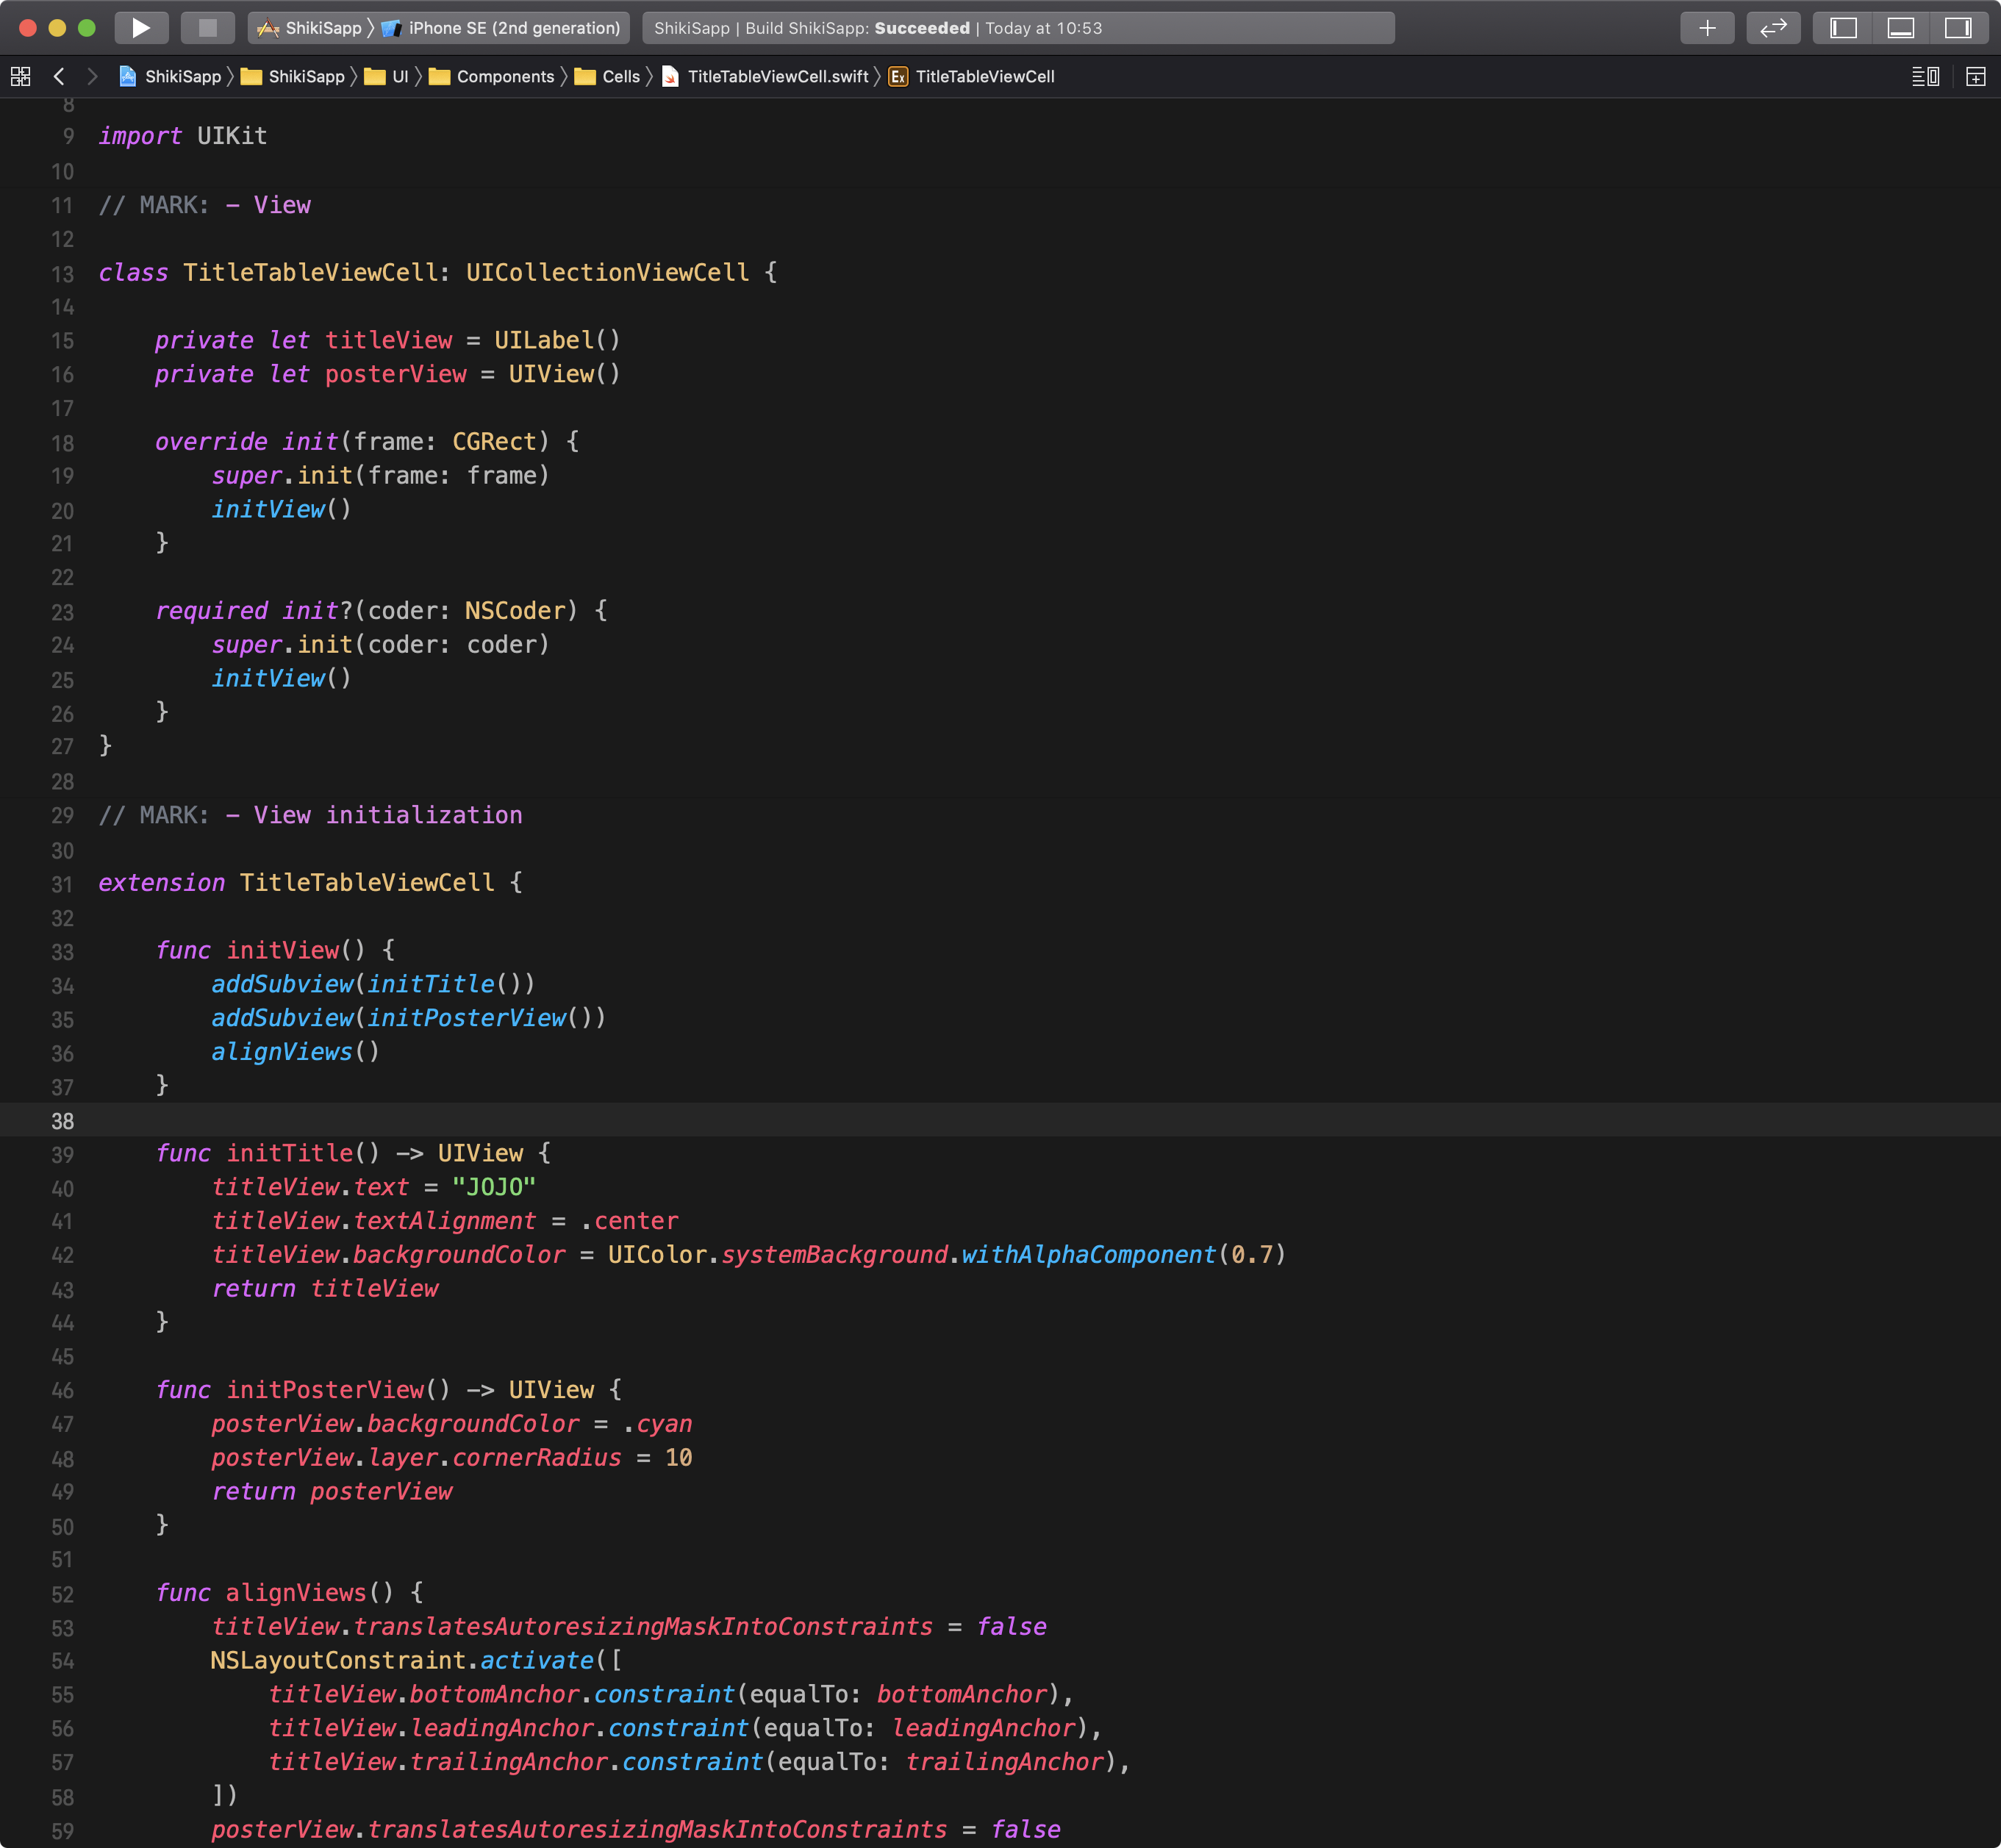 ShikiSapp 〉 iPhone SE (2nd generation) ShikiSapp | Build ShikiSapp: Succeeded | Today at 10:53
ShikiSapp 〉 ShikiSapp 〉 UI 〉 Components 〉 Cells 〉 TitleTableViewCell.swift 〉 Ex TitleTableViewCell
8
9 import UIKit
10
11 // MARK: - View
12
13 class TitleTableViewCell: UICollectionViewCell {
14
15     private let titleView = UILabel()
16     private let posterView = UIView()
17
18     override init(frame: CGRect) {
19         super.init(frame: frame)
20         initView()
21     }
22
23     required init?(coder: NSCoder) {
24         super.init(coder: coder)
25         initView()
26     }
27 }
28
29 // MARK: - View initialization
30
31 extension TitleTableViewCell {
32
33     func initView() {
34         addSubview(initTitle())
35         addSubview(initPosterView())
36         alignViews()
37     }
38
39     func initTitle() -> UIView {
40         titleView.text = "JOJO"
41         titleView.textAlignment = .center
42         titleView.backgroundColor = UIColor.systemBackground.withAlphaComponent(0.7)
43         return titleView
44     }
45
46     func initPosterView() -> UIView {
47         posterView.backgroundColor = .cyan
48         posterView.layer.cornerRadius = 10
49         return posterView
50     }
51
52     func alignViews() {
53         titleView.translatesAutoresizingMaskIntoConstraints = false
54         NSLayoutConstraint.activate([
55             titleView.bottomAnchor.constraint(equalTo: bottomAnchor),
56             titleView.leadingAnchor.constraint(equalTo: leadingAnchor),
57             titleView.trailingAnchor.constraint(equalTo: trailingAnchor),
58         ])
59         posterView.translatesAutoresizingMaskIntoConstraints = false